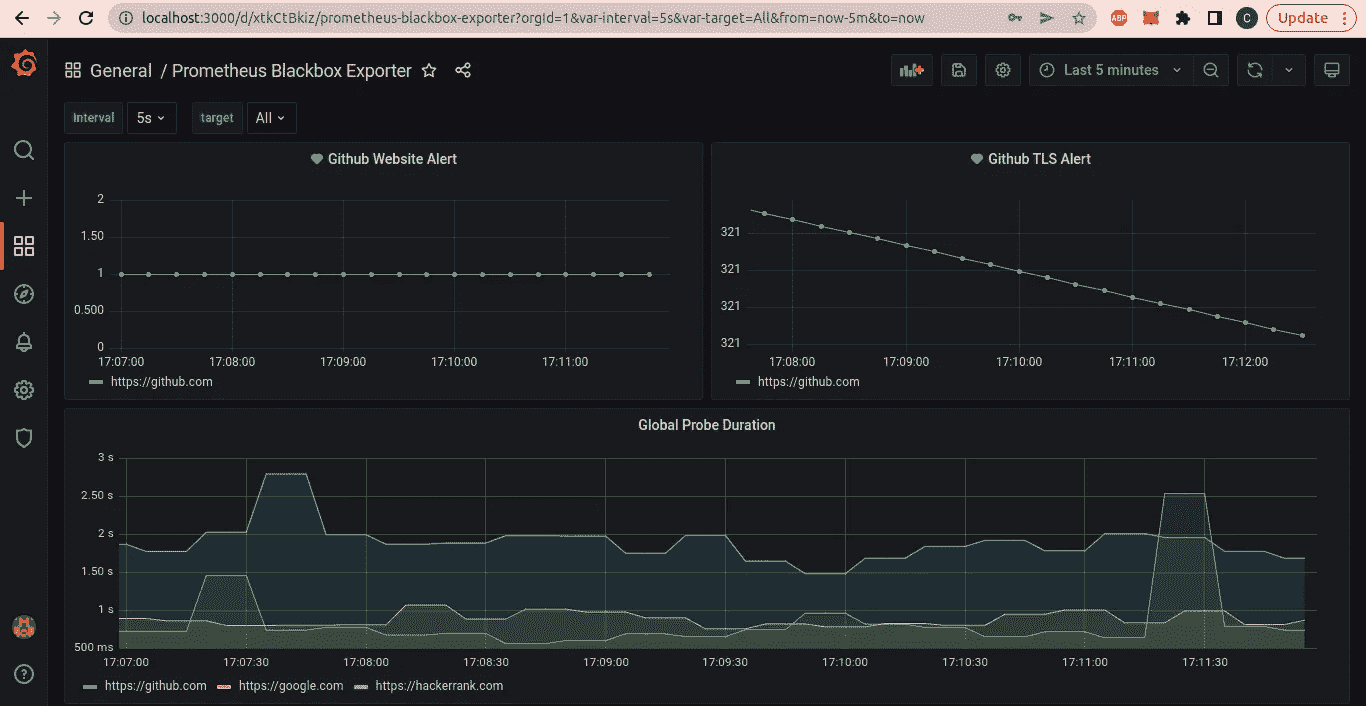 localhost:3000/d/xtkCtBkiz/prometheus-blackbox-exporter?orgId=1&var-interval=5s&var-target=All&from=now-5m&to=now
ABP
C
Update
General / Prometheus Blackbox Exporter
Last 5 minutes
Interval 5s target All
Github Website Alert
2
1.50
1
0.500
0
17:07:00 17:08:00 17:09:00 17:10:00 17:11:00
https://github.com
Github TLS Alert
321
321
321
321
17:08:00 17:09:00 17:10:00 17:11:00 17:12:00
https://github.com
Global Probe Duration
3 s
2.50 s
2 s
1.50 s
1 s
500 ms
17:07:00 17:07:30 17:08:00 17:08:30 17:09:00 17:09:30 17:10:00 17:10:30 17:11:00 17:11:30
https://github.com https://google.com https://hackerrank.com